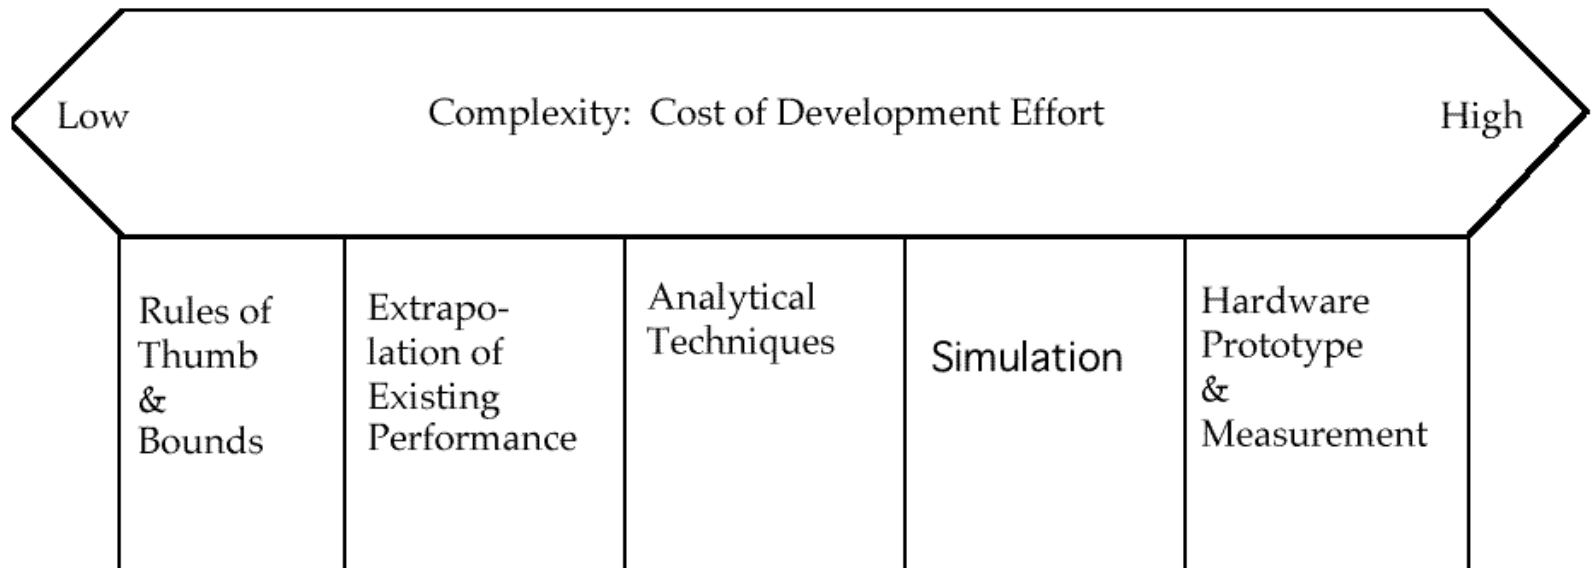 Low Complexity: Cost of Development Effort High
Rules of
Thumb
&
Bounds
Extrapo-
lation of
Existing
Performance
Analytical
Techniques
Simulation
Hardware
Prototype
&
Measurement